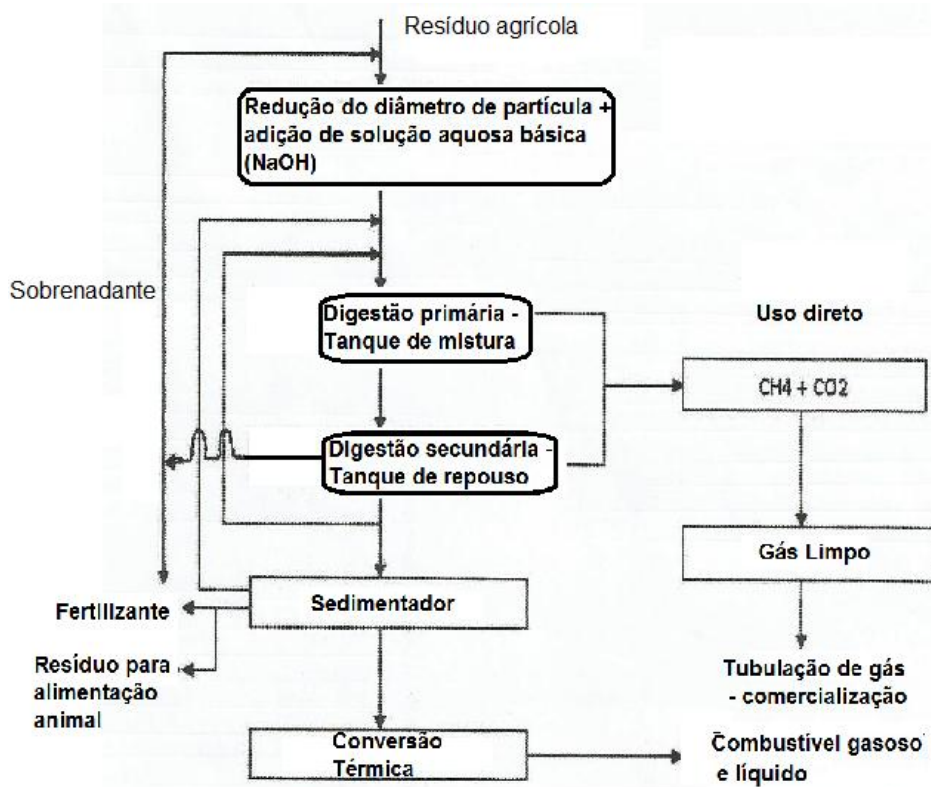 Resíduo agrícola
Redução do diâmetro de partícula +
adição de solução aquosa básica
(NaOH)
Sobrenadante
Digestão primária -
Tanque de mistura
Uso direto
CH4 + CO2
Digestão secundária -
Tanque de repouso
Gás Limpo
Sedimentador
Fertilizante
Resíduo para
alimentação
animal
Tubulação de gás
- comercialização
Conversão
Térmica
Combustível gasoso
e líquido